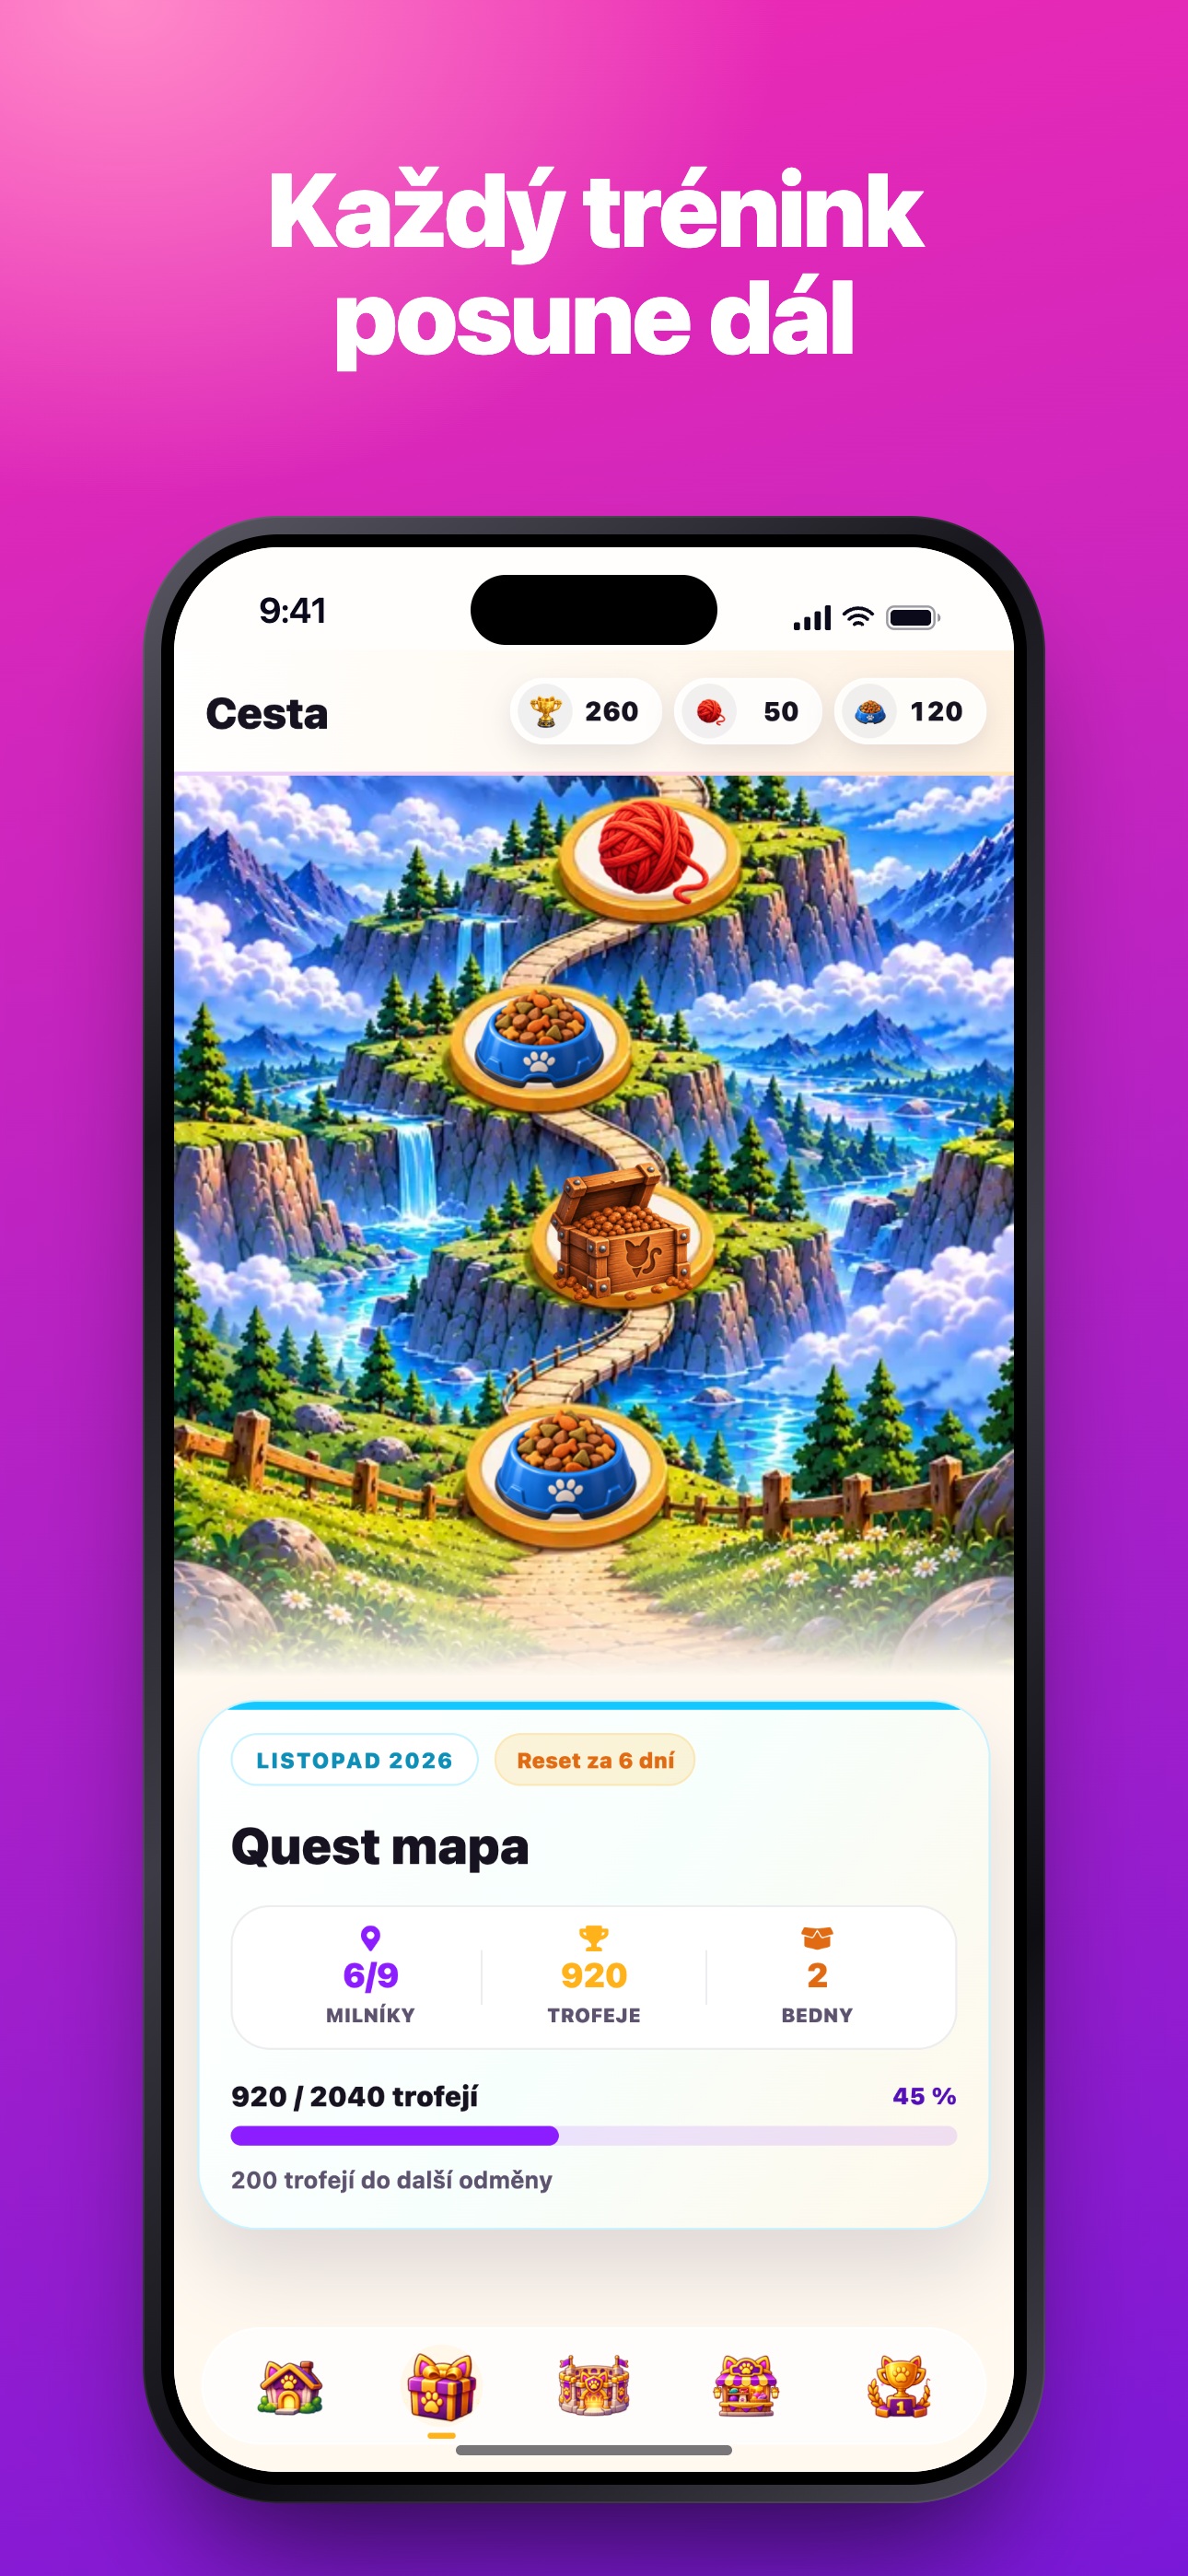 Každý trénink
posune dál
9:41
Cesta
260
50
120
LISTOPAD 2026
Reset za 6 dní
Quest mapa
6/9
920
2
MILNÍKY
TROFEJE
BEDNY
920 / 2040 trofejí
45 %
200 trofejí do další odměny
1